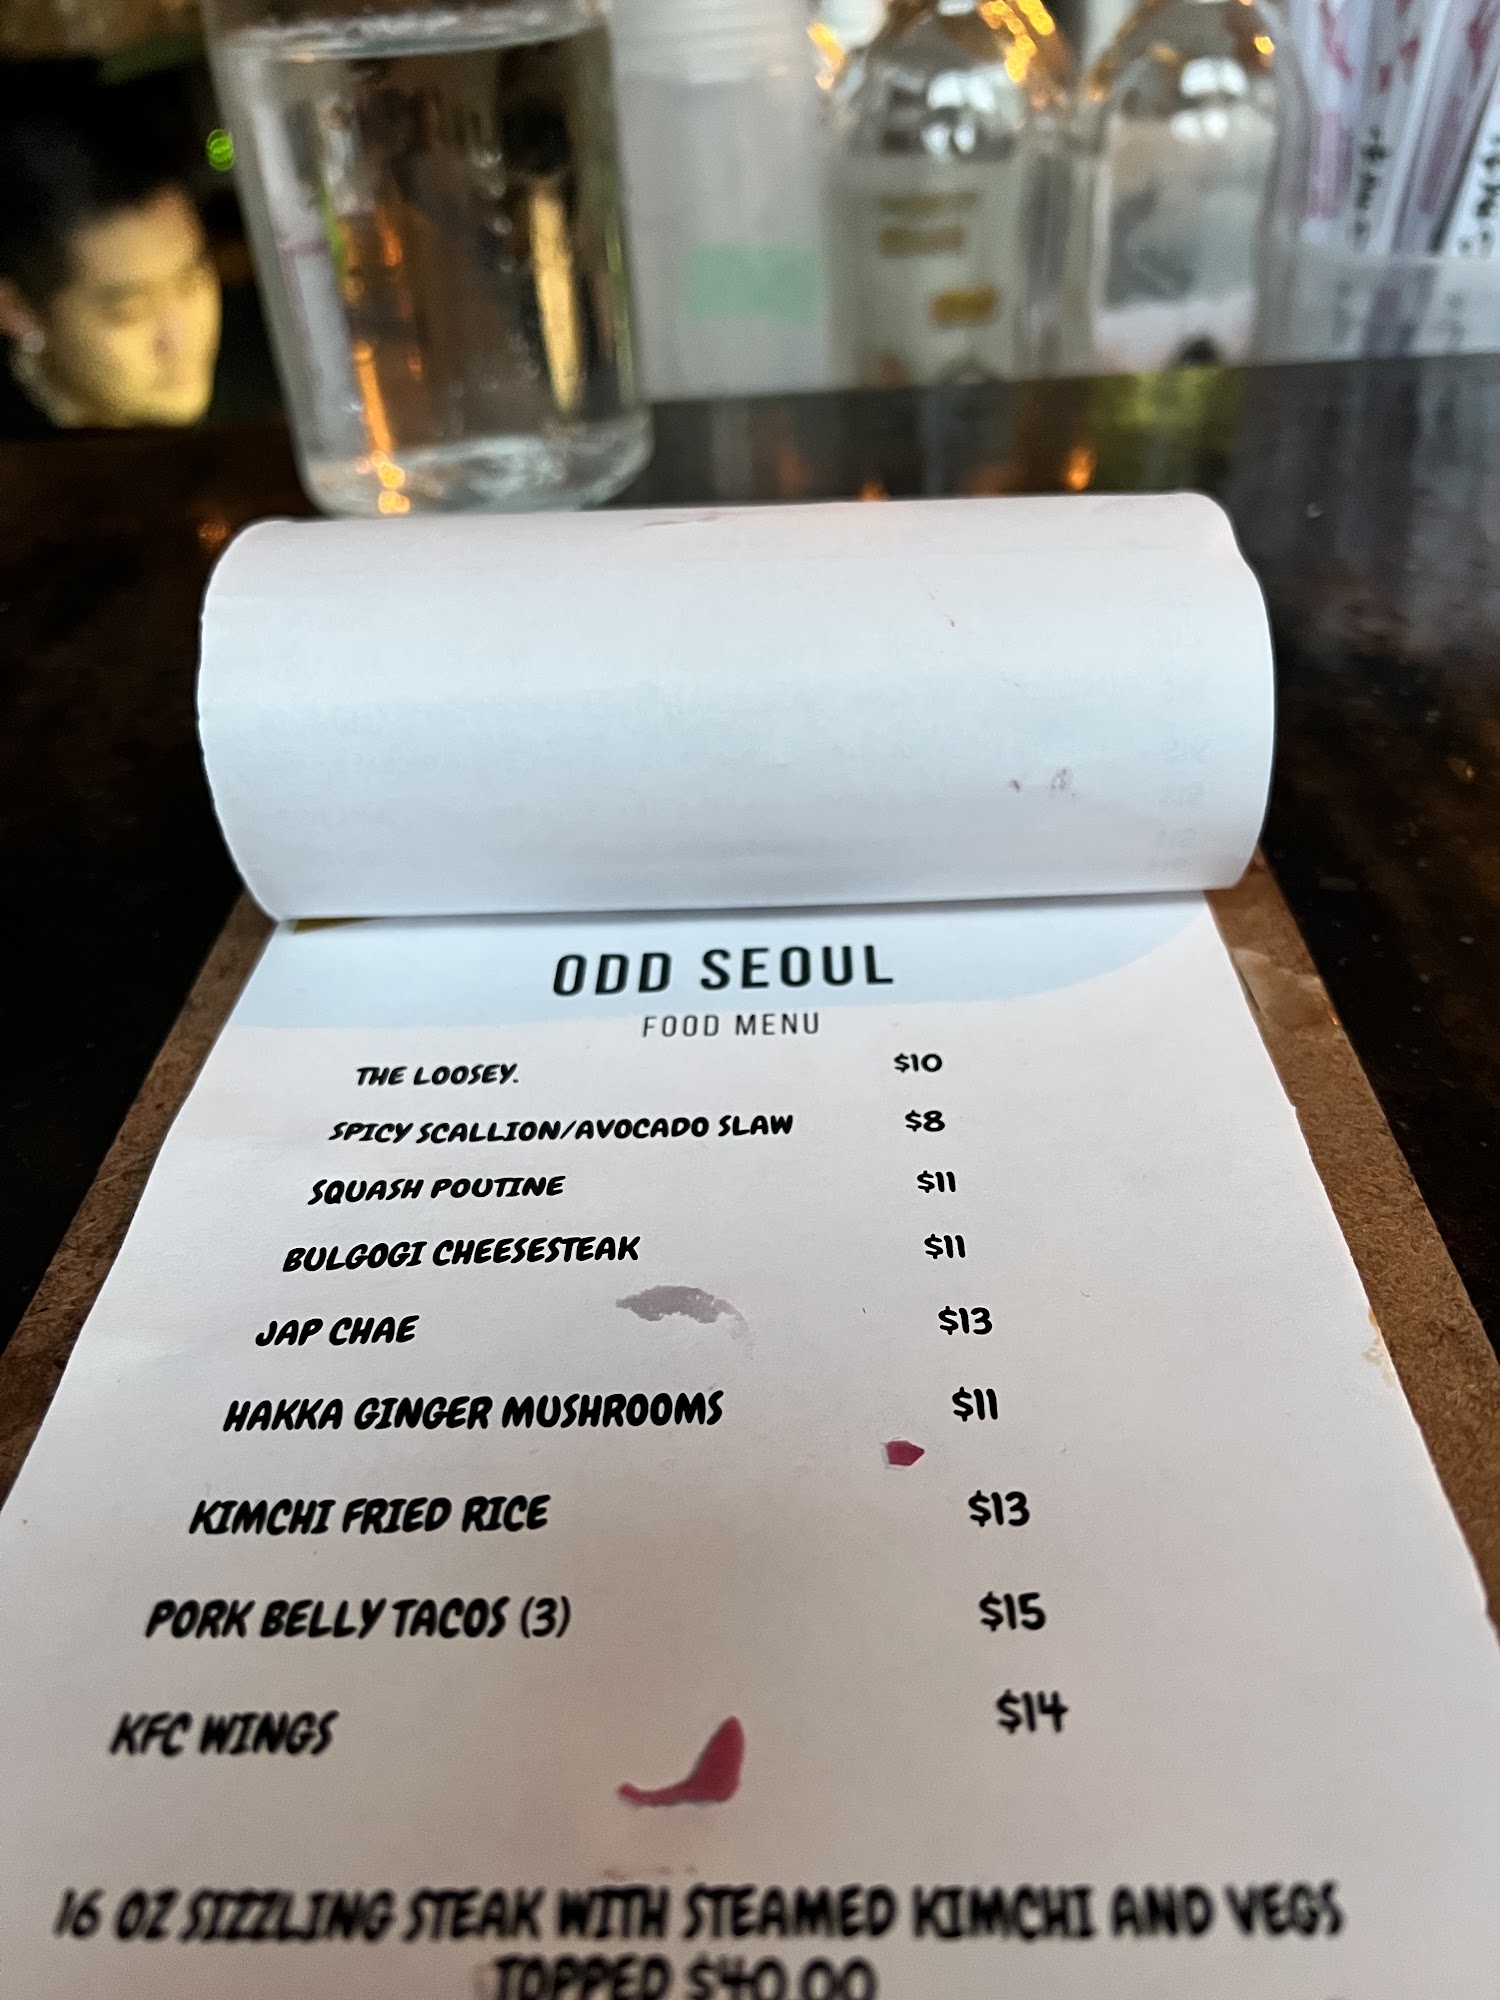 ODD SEOUL
FOOD MENU
THE LOOSEY. $10
SPICY SCALLION/AVOCADO SLAW $8
SQUASH POUTINE $11
BULGOGI CHEESESTEAK $11
JAP CHAE $13
HAKKA GINGER MUSHROOMS $11
KIMCHI FRIED RICE $13
PORK BELLY TACOS (3) $15
KFC WINGS $14
16 OZ SIZZLING STEAK WITH STEAMED KIMCHI AND VEGS
TOPPED $40.00